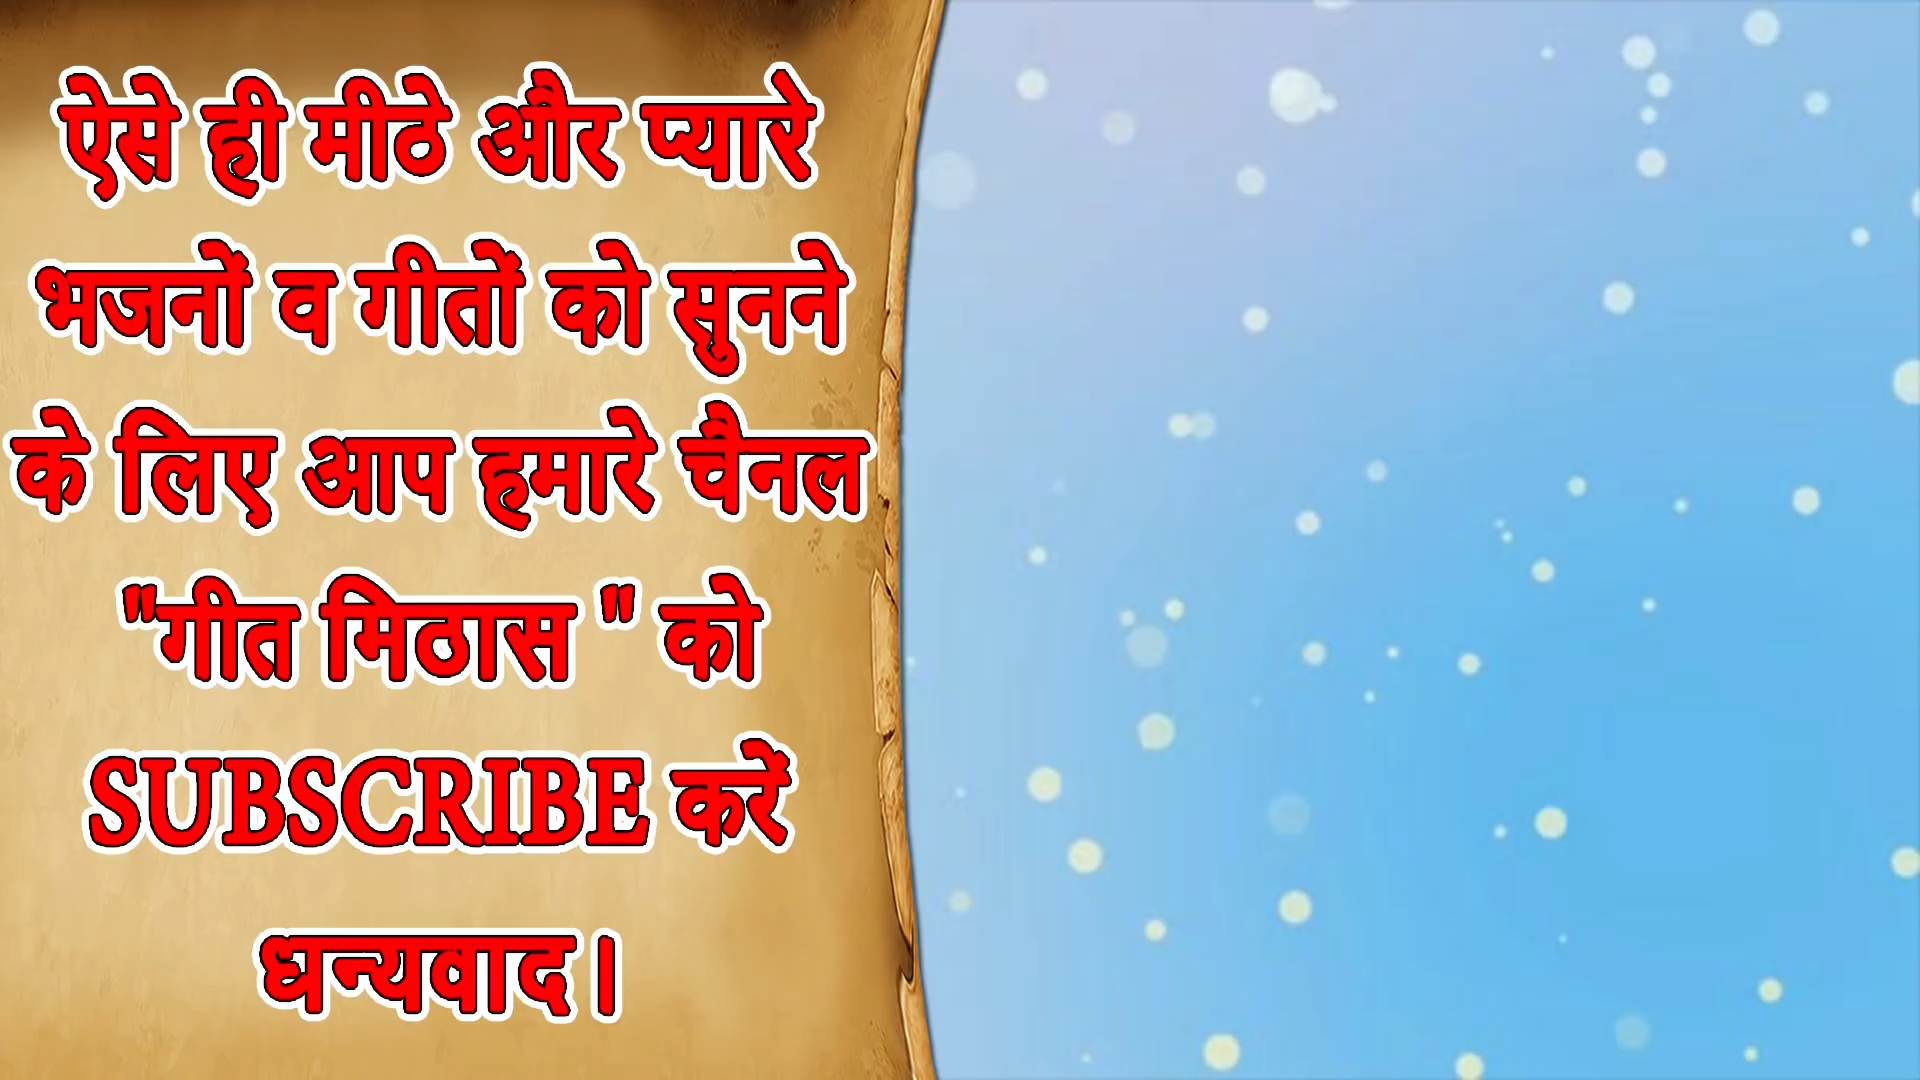 ऐसे ही मीठे और प्यारे
भजनों व गीतों को सुनने
के लिए आप हमारे चैनल
"गीत मिठास " को
SUBSCRIBE करें
धन्यवाद।